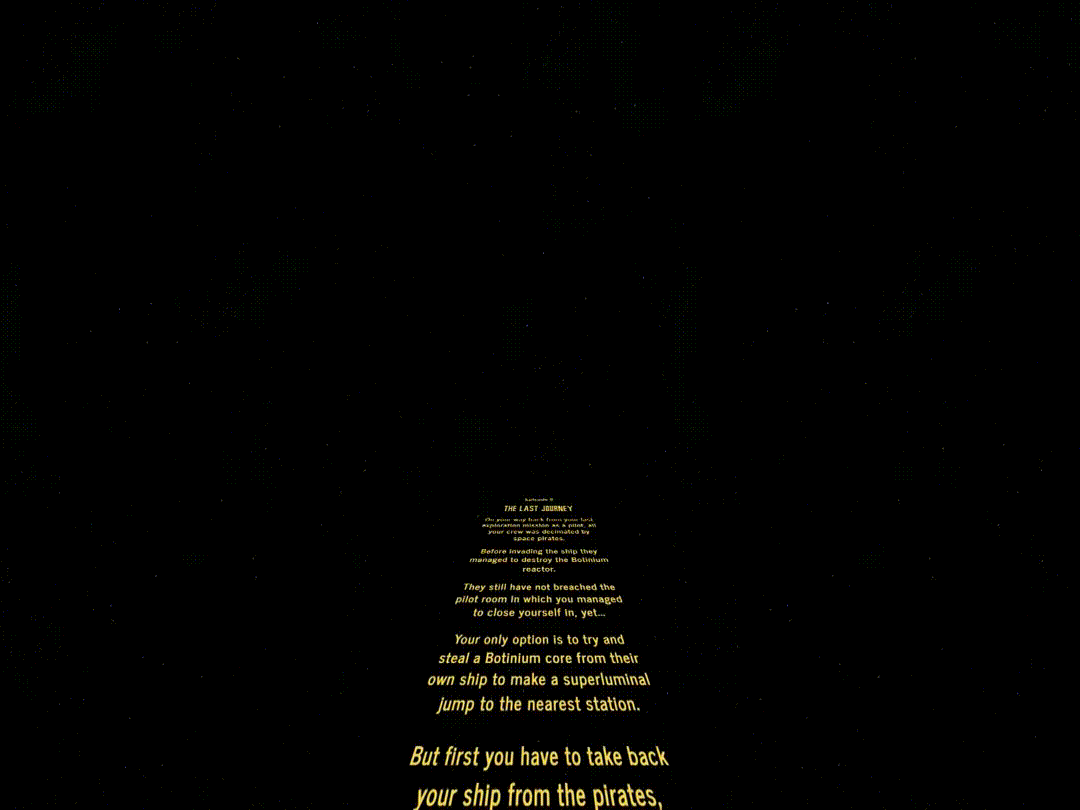 Episode
THE LAST JOURNEY
On your way back from your last
exploration mission as a pilot, all
your crew was decimated by
space pirates.
Before invading the ship they
managed to destroy the Botinium
reactor.
They still have not breached the
pilot room in which you managed
to close yourself in, yet...
Your only option is to try and
steal a Botinium core from their
own ship to make a superluminal
jump to the nearest station.
But first you have to take back
your ship from the pirates,